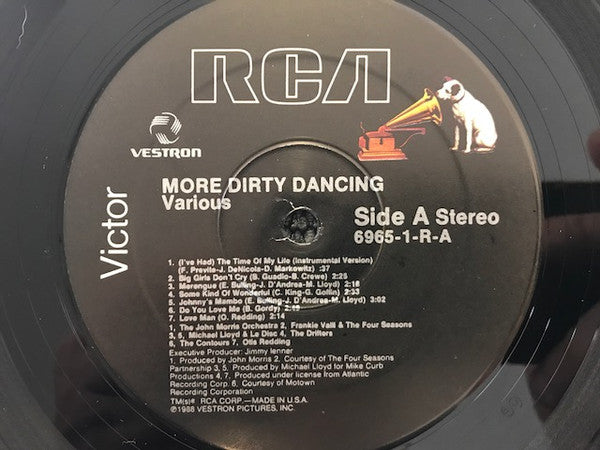 RCA
VESTRON
Victor
MORE DIRTY DANCING
Various
Side A Stereo
6965-1-R-A
1. (I've Had) The Time Of My Life (Instrumental Version)
(F. Previte-J. DeNicola-D. Markowitz) :37
2. Big Girls Don't Cry (B. Guadio-B. Crewe) 2:25
3. Merengue (E. Sulling-J. D'Andrea-M. Lloyd) 2:16
4. Some Kind Of Wonderful (C. King-G. Goffin) 2:33
5. Johnny's Mambo (E. Sulling-J. D'Andrea-M. Lloyd) 3:02
6. Do You Love Me (B. Gordy) 2:49
7. Love Man (O. Redding) 2:14
1, The John Morris Orchestra 2, Frankie Valli & The Four Seasons
3, 5, Michael Lloyd & Le Disc 4, The Drifters
6, The Contours 7, Otis Redding
Executive Producer: Jimmy Ienner
1, Produced by John Morris 2, Courtesy of The Four Seasons
Partnership 3, 5, Produced by Michael Lloyd for Mike Curb
Productions 4, 7, Produced under license from Atlantic
Recording Corp. 6, Courtesy of Motown
Recording Corporation
TM(s)® RCA CORP.—MADE IN U.S.A.
℗1988 VESTRON PICTURES, INC.